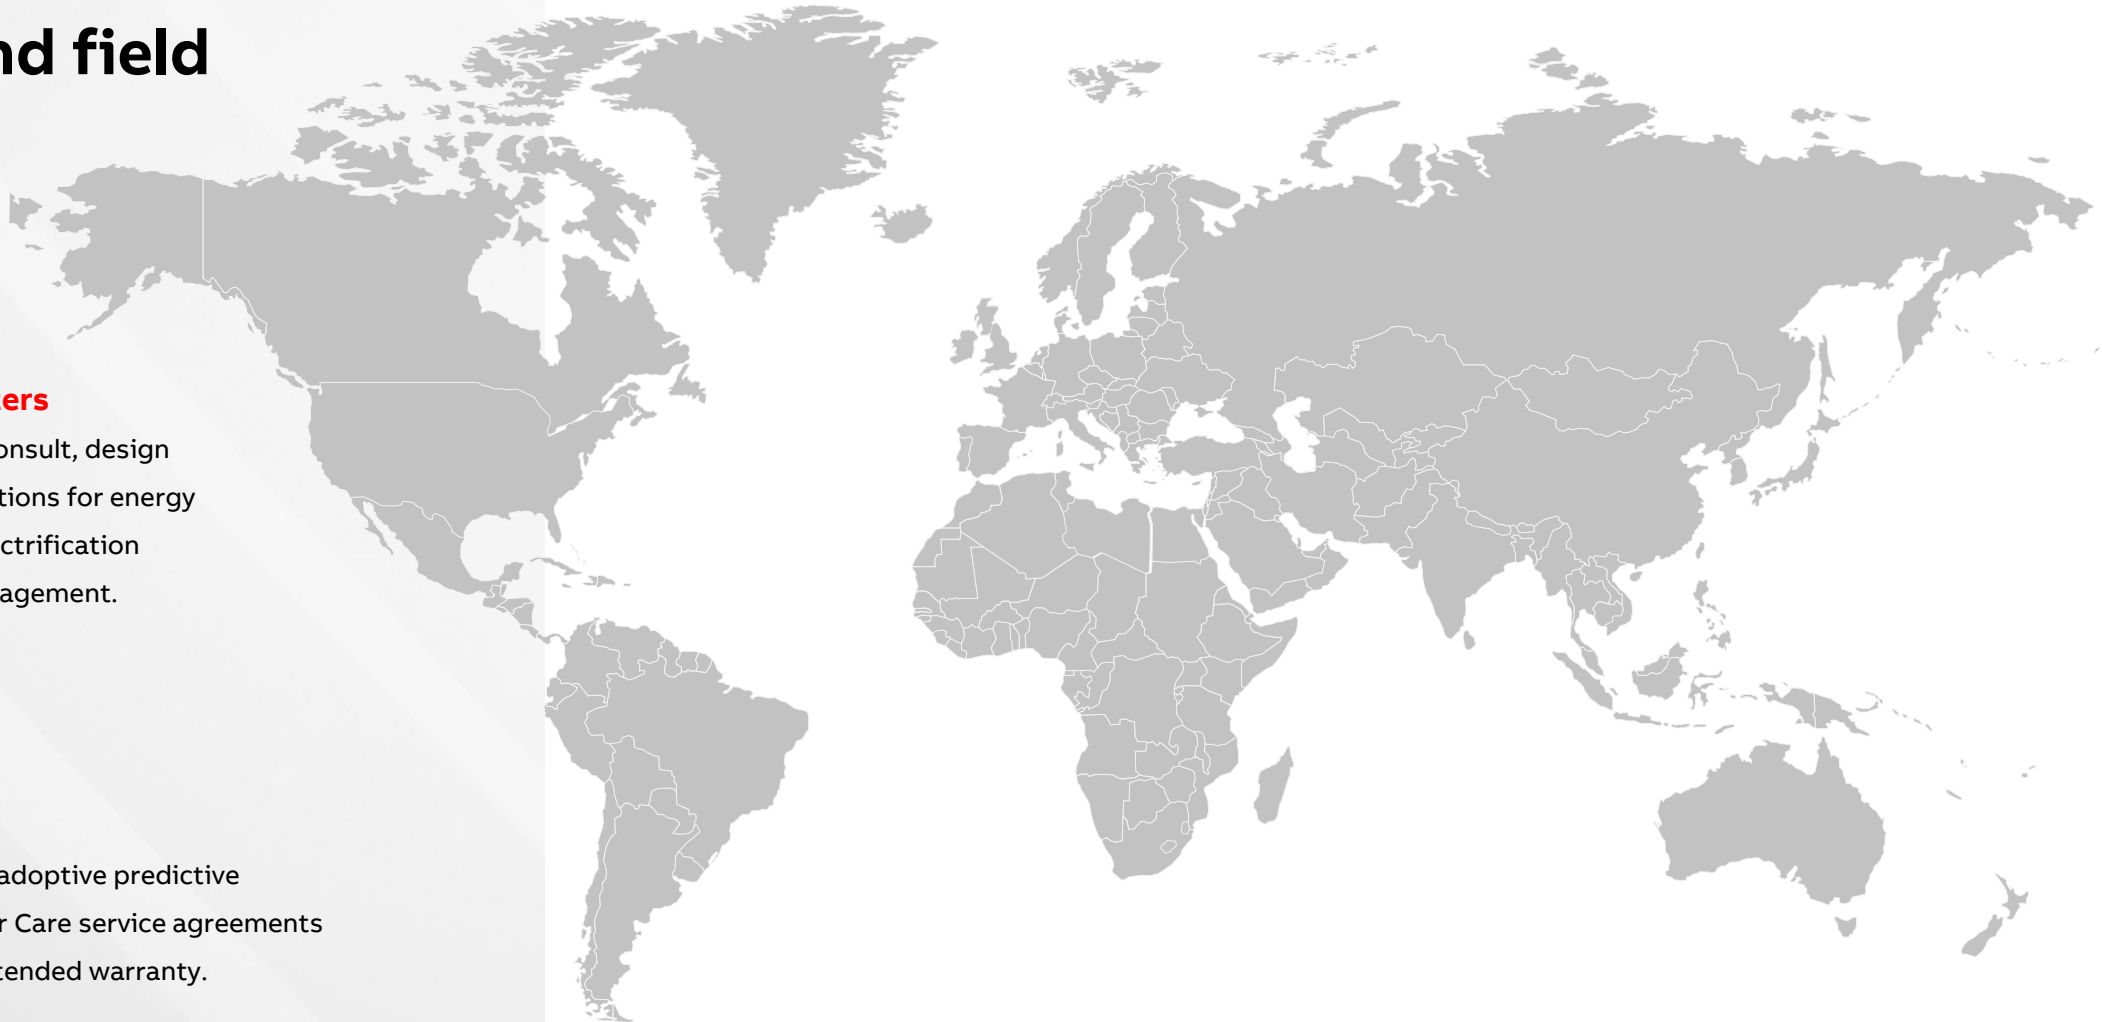 nd field
ers
onsult, design
tions for energy
ctrification
agement.
adoptive predictive
r Care service agreements
tended warranty.